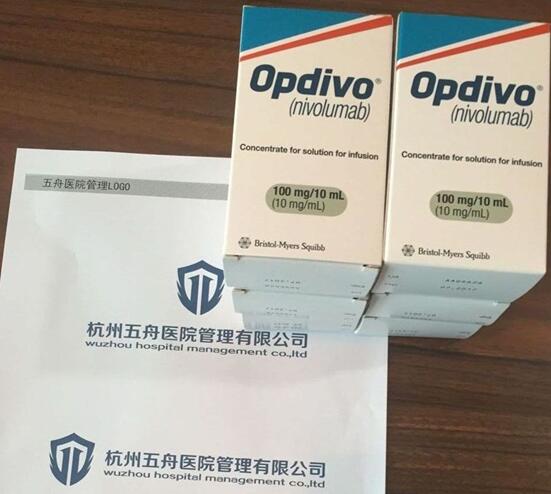 Opdivo®
(nivolumab)
Concentrate for solution for infusion
100 mg/10 mL
(10 mg/mL)
Bristol-Myers Squibb
Opdivo®
(nivolumab)
Concentrate for solution for infusion
100 mg/10 mL
(10 mg/mL)
Bristol-Myers Squibb
五舟医院管理LOGO
杭州五舟医院管理有限公司
wuzhou hospital management co.,ltd
杭州五舟医院管理有限公司
wuzhou hospital management co.,ltd